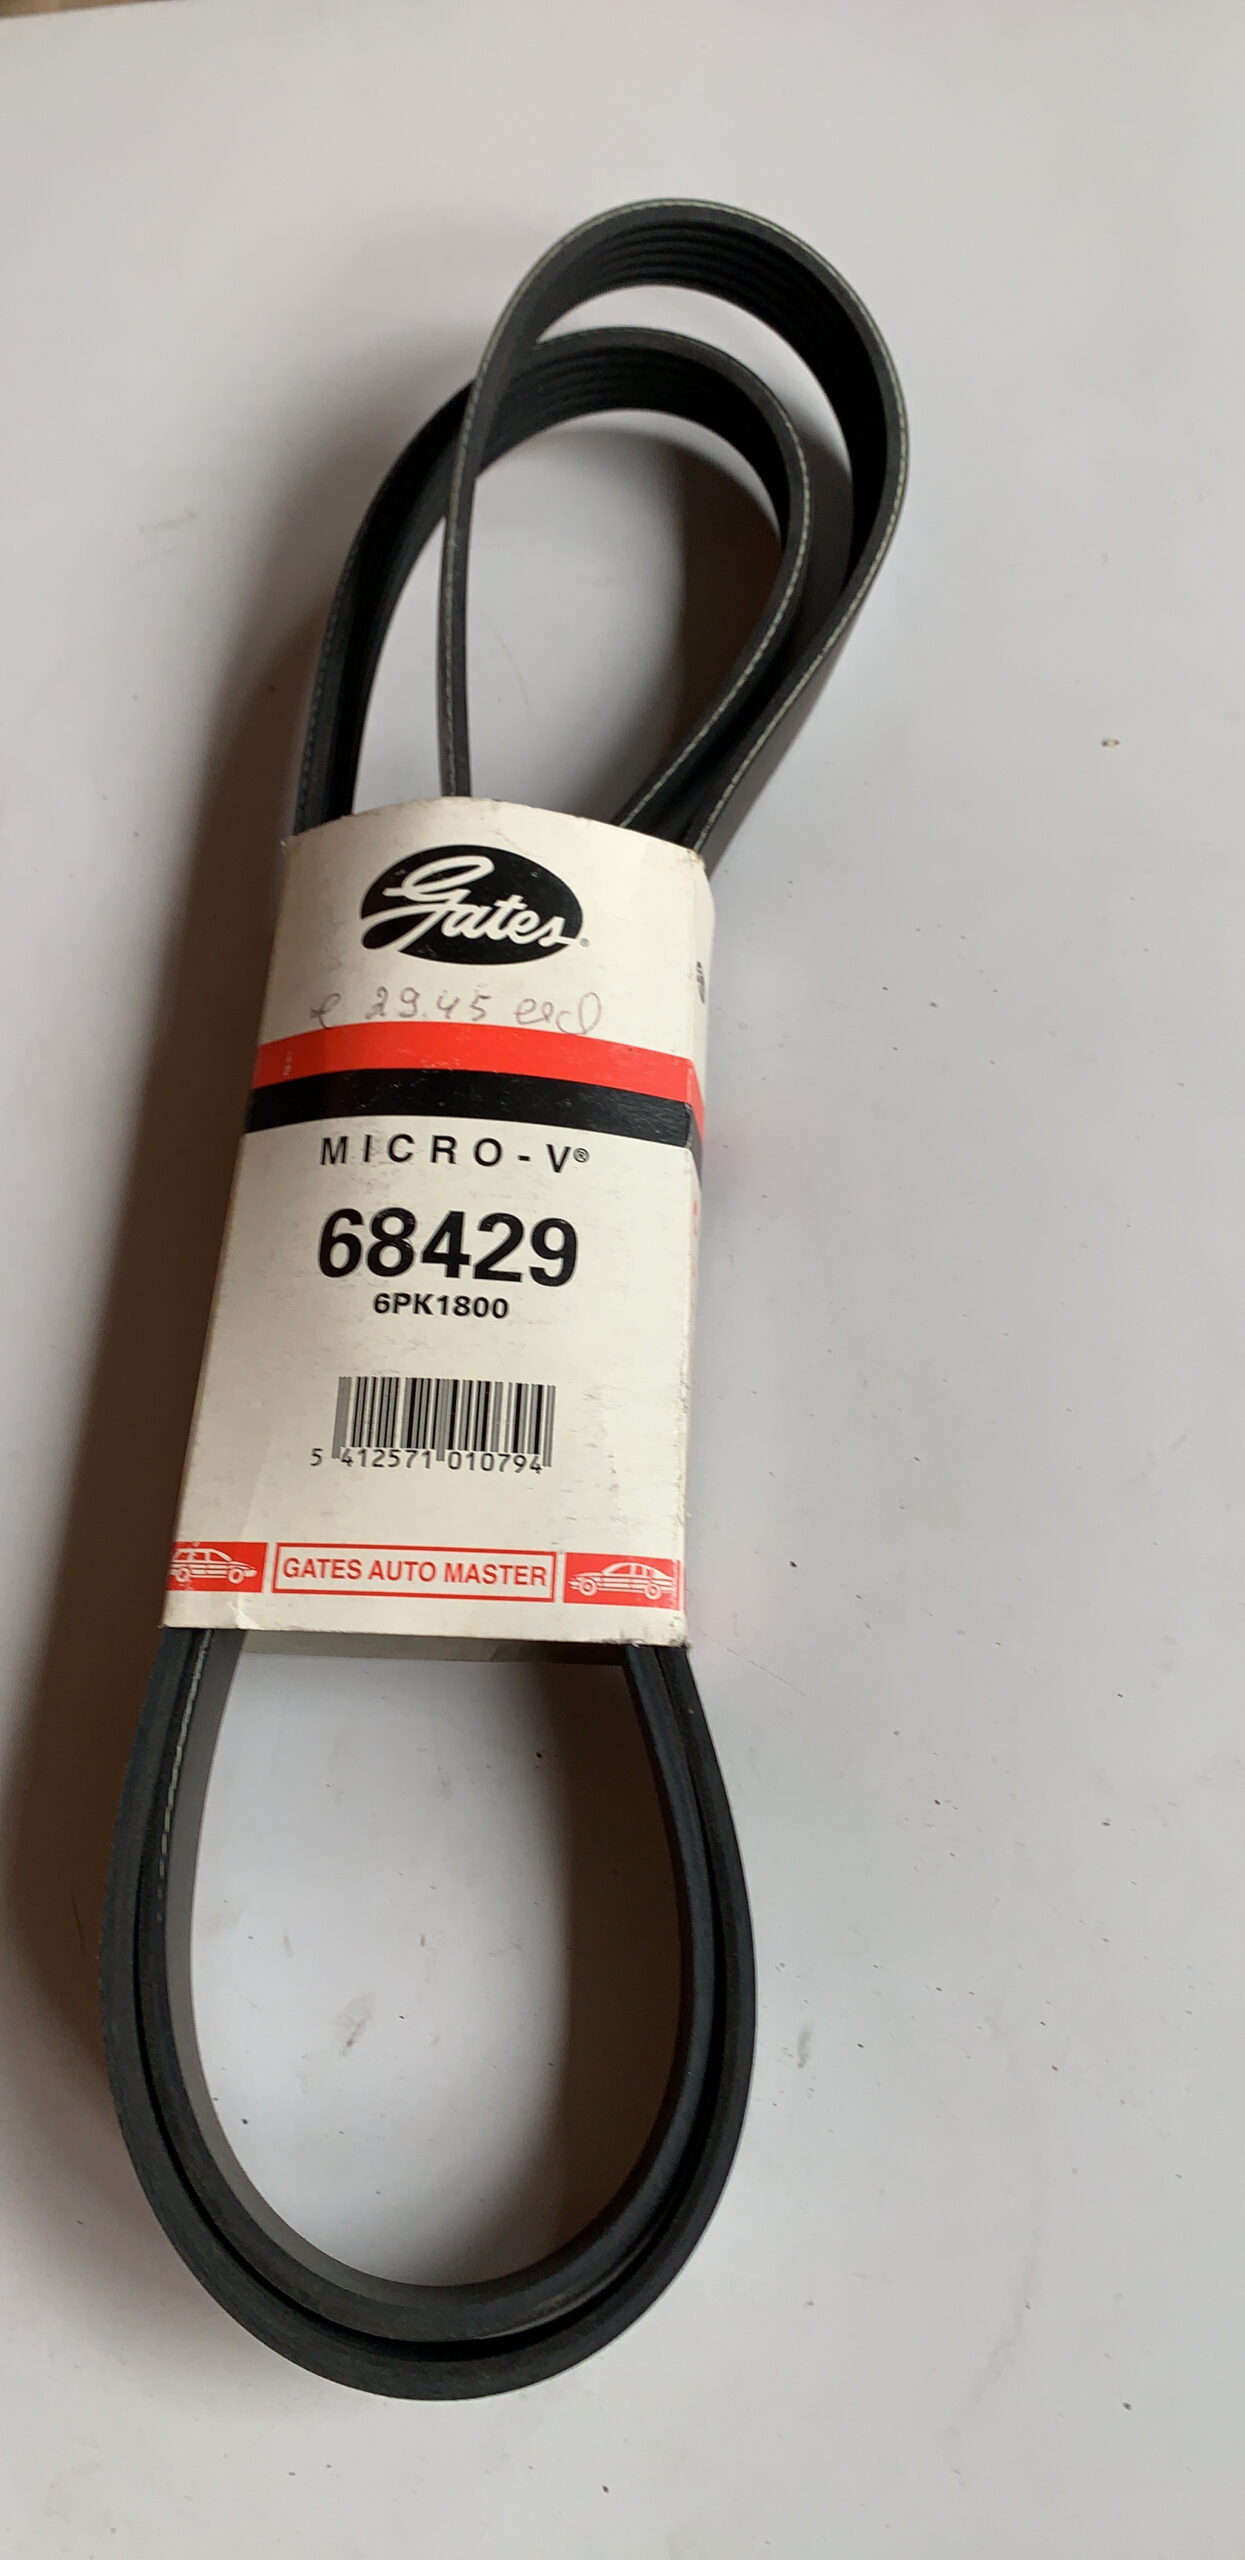 Gates®
€ 29.45 excl
MICRO-V®
68429
6PK1800
5 412571 010794
GATES AUTO MASTER